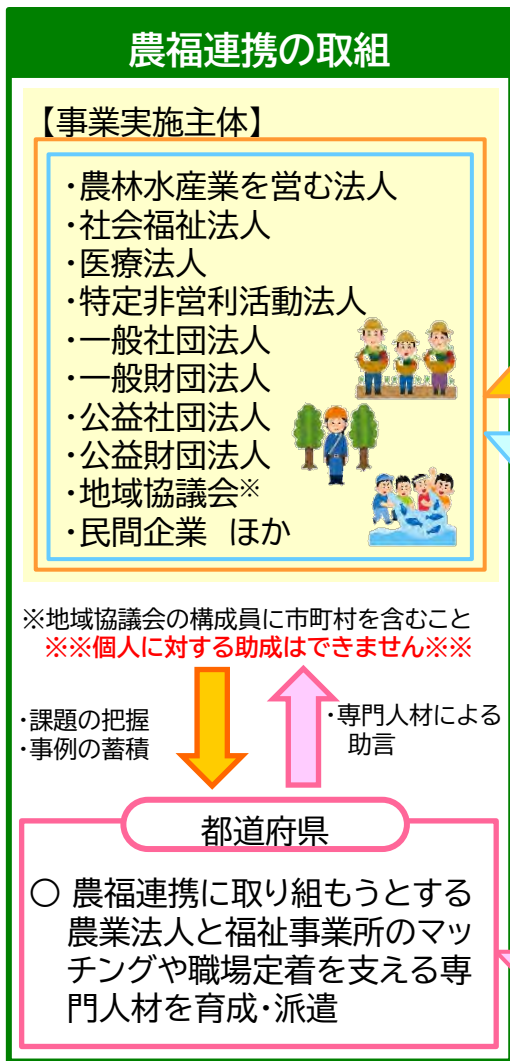 農福連携の取組
【事業実施主体】
・農林水産業を営む法人
・社会福祉法人
・医療法人
・特定非営利活動法人
・一般社団法人
・一般財団法人
・公益社団法人
・公益財団法人
・地域協議会※
・民間企業 ほか
※地域協議会の構成員に市町村を含むこと
※※個人に対する助成はできません※※
・課題の把握
・事例の蓄積
・専門人材による
助言
都道府県
〇 農福連携に取り組もうとする
農業法人と福祉事業所のマッ
チングや職場定着を支える専
門人材を育成・派遣